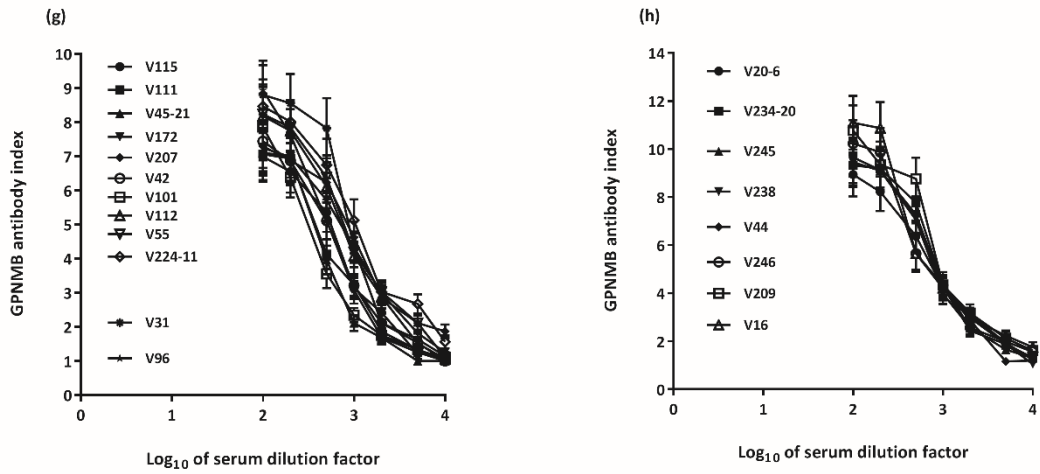 (g)
GPNMB antibody index
10
9
8
7
6
5
4
3
2
1
0
V115
V111
V45-21
V172
V207
V42
V101
V112
V55
V224-11
V31
V96
0 1 2 3 4
Log10 of serum dilution factor
(h)
GPNMB antibody index
14
12
10
8
6
4
2
0
V20-6
V234-20
V245
V238
V44
V246
V209
V16
0 1 2 3 4
Log10 of serum dilution factor